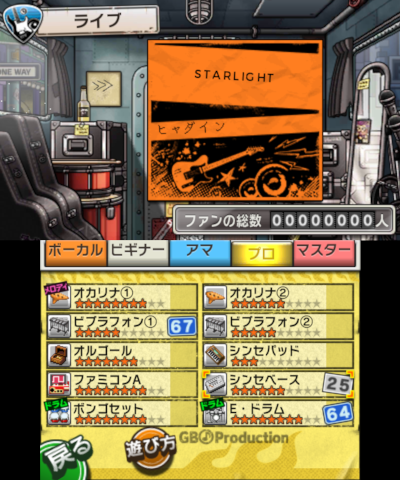 ライブ
ONE WAY
STARLIGHT
ヒャダイン
ファンの総数 00000000人
ボーカル ビギナー アマ プロ マスター
メロディ
オカリナ① オカリナ②
ビブラフォン① 67 ビブラフォン②
オルゴール シンセパッド
ファミコンA シンセベース 25
ドラム ドラム
ボンゴセット E・ドラム 64
戻る 遊び方 GB♪Production